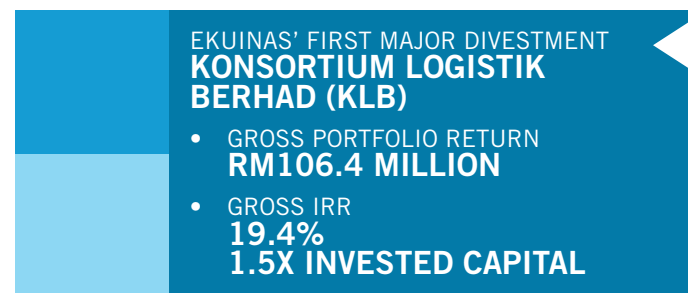 EKUINAS’ FIRST MAJOR DIVESTMENT
KONSORTIUM LOGISTIK
BERHAD (KLB)
• GROSS PORTFOLIO RETURN
RM106.4 MILLION
• GROSS IRR
19.4%
1.5X INVESTED CAPITAL